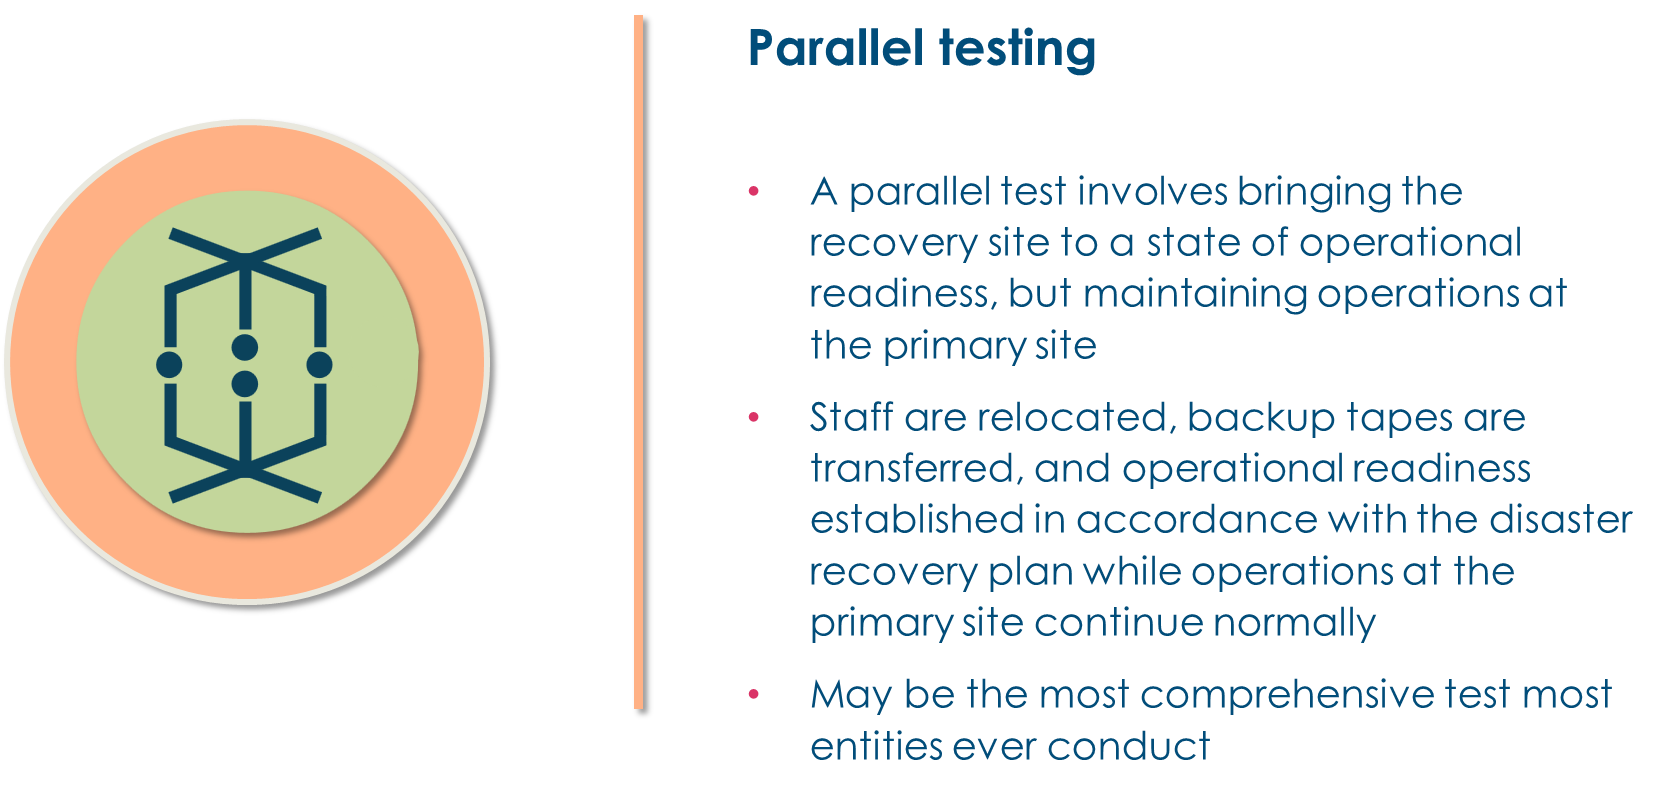 Parallel testing
• A parallel test involves bringing the
recovery site to a state of operational
readiness, but maintaining operations at
the primary site
• Staff are relocated, backup tapes are
transferred, and operational readiness
established in accordance with the disaster
recovery plan while operations at the
primary site continue normally
• May be the most comprehensive test most
entities ever conduct